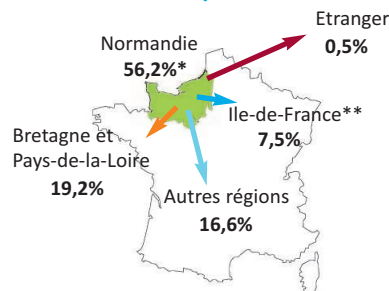 Etranger
0,5%
Normandie
56,2%*
Ile-de-France**
7,5%
Bretagne et
Pays-de-la-Loire
19,2%
Autres régions
16,6%